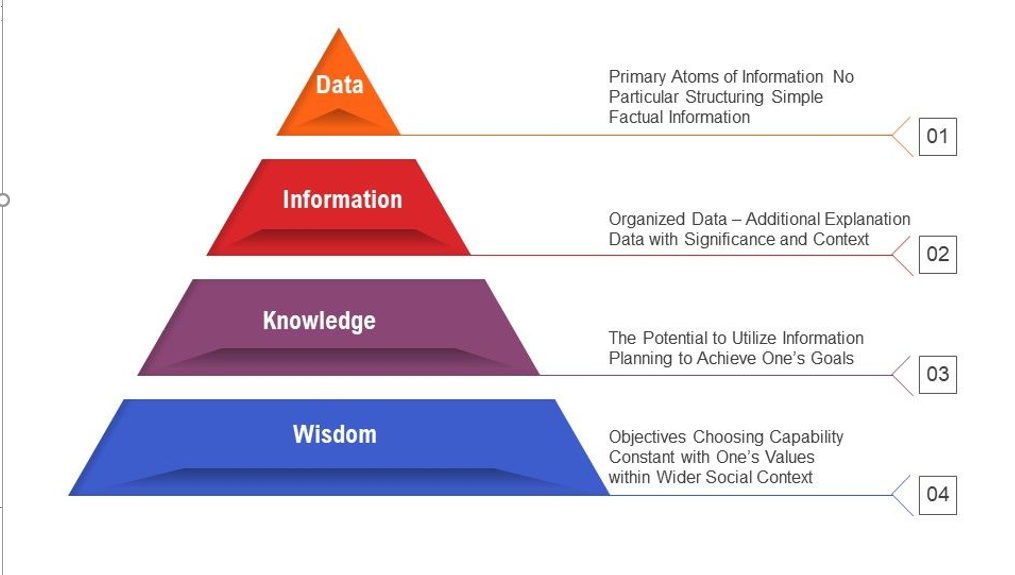 Data
Primary Atoms of Information No
Particular Structuring Simple
Factual Information
01
Information
Organized Data – Additional Explanation
Data with Significance and Context
02
Knowledge
The Potential to Utilize Information
Planning to Achieve One’s Goals
03
Wisdom
Objectives Choosing Capability
Constant with One’s Values
within Wider Social Context
04